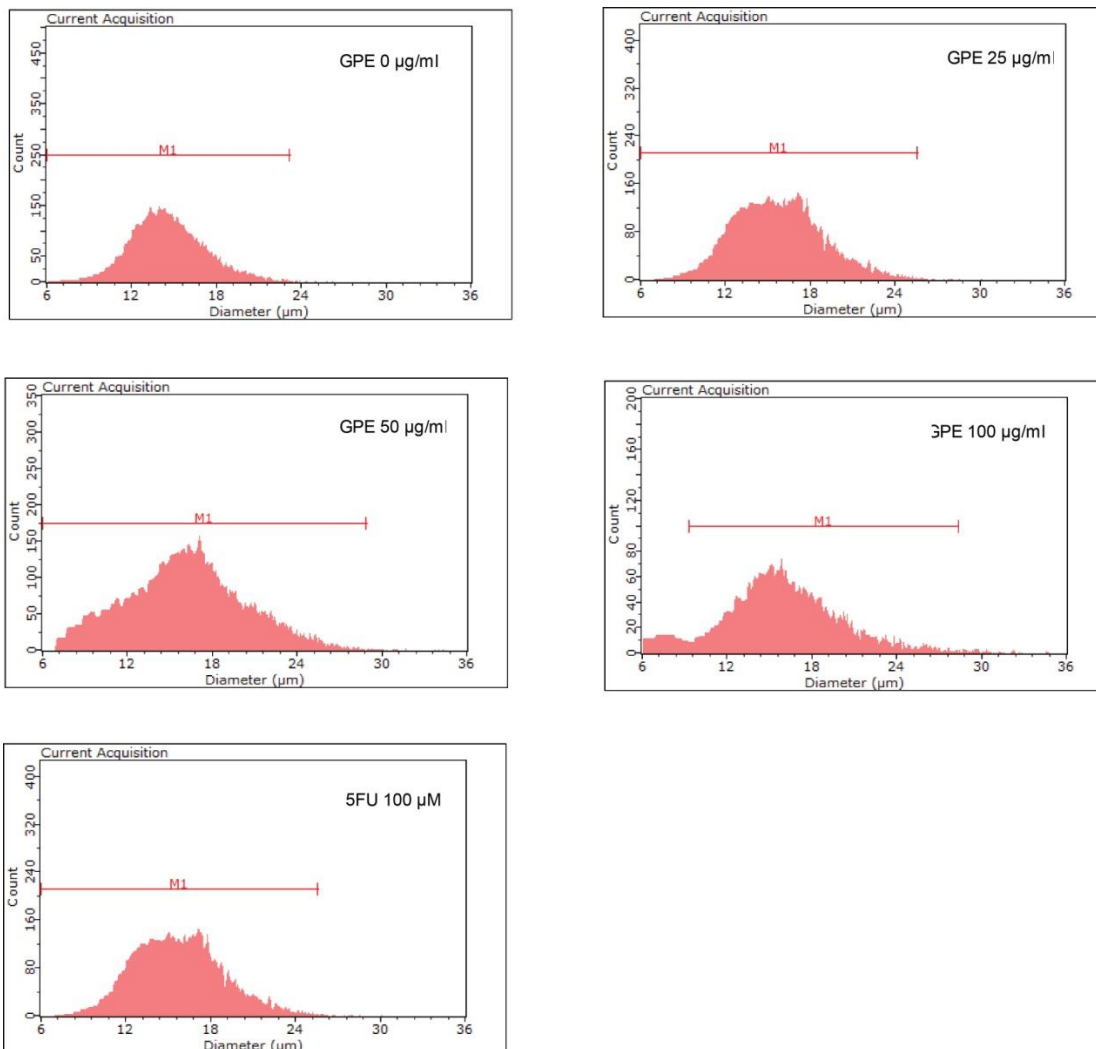 Current Acquisition
GPE 0 µg/ml
M1
Count
450
350
250
150
50
0
6 12 18 24 30 36
Diameter (µm)
Current Acquisition
GPE 25 µg/ml
M1
Count
400
320
240
160
80
0
6 12 18 24 30 36
Diameter (µm)
Current Acquisition
GPE 50 µg/ml
M1
Count
350
300
250
200
150
100
50
0
6 12 18 24 30 36
Diameter (µm)
Current Acquisition
GPE 100 µg/ml
M1
Count
200
160
120
80
60
40
20
0
6 12 18 24 30 36
Diameter (µm)
Current Acquisition
5FU 100 µM
M1
Count
400
320
240
160
80
0
6 12 18 24 30 36
Diameter (µm)